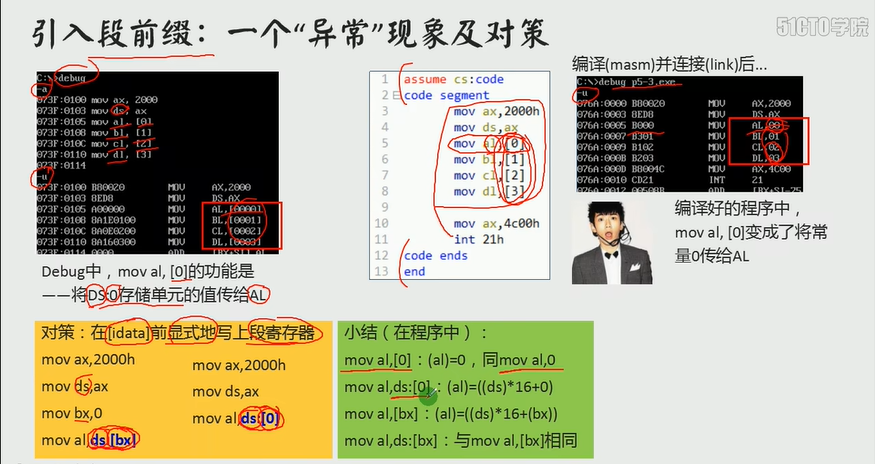 51CTO学院
引入段前缀：一个“异常”现象及对策
C:\>debug
-a
073F:0100 mov ax, 2000
073F:0103 mov ds, ax
073F:0105 mov al, [0]
073F:0108 mov bl, [1]
073F:010C mov cl, [2]
073F:0110 mov dl, [3]
073F:0114
-u
073F:0100 B80020 MOV AX,2000
073F:0103 8ED8 MOV DS,AX
073F:0105 A00000 MOV AL,[0000]
073F:0108 8A1E0100 MOV BL,[0001]
073F:010C 8A0E0200 MOV CL,[0002]
073F:0110 8A160300 MOV DL,[0003]
Debug中，mov al, [0]的功能是
——将DS:0存储单元的值传给AL
1 assume cs:code
2 code segment
3 mov ax,2000h
4 mov ds,ax
5 mov al,[0]
6 mov bl,[1]
7 mov cl,[2]
8 mov dl,[3]
9
10 mov ax,4c00h
11 int 21h
12 code ends
13 end
编译(masm)并连接(link)后...
C:\>debug p5-3.exe
-u
076A:0000 B80020 MOV AX,2000
076A:0003 8ED8 MOV DS,AX
076A:0005 B000 MOV AL,00
076A:0007 B301 MOV BL,01
076A:0009 B102 MOV CL,02
076A:000B B203 MOV DL,03
076A:000D B8004C MOV AX,4C00
076A:0010 CD21 INT 21
编译好的程序中，
mov al, [0]变成了将常
量0传给AL
对策：在[idata]前显式地写上段寄存器
mov ax,2000h
mov ds,ax
mov bx,0
mov al,ds:[bx]
mov ax,2000h
mov ds,ax
mov al,ds:[0]
小结（在程序中）：
mov al,[0]：(al)=0，同mov al,0
mov al,ds:[0]：(al)=((ds)*16+0)
mov al,[bx]：(al)=((ds)*16+(bx))
mov al,ds:[bx]：与mov al,[bx]相同